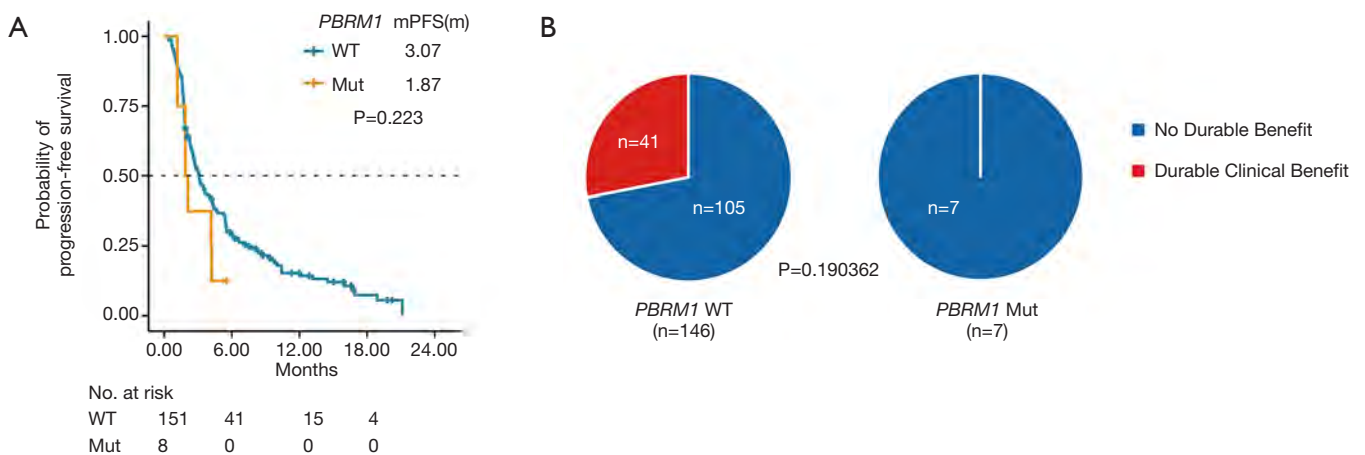 A
PBRM1 mPFS(m)
WT 3.07
Mut 1.87
P=0.223
Probability of
progression-free survival
1.00
0.75
0.50
0.25
0.00
0.00 6.00 12.00 18.00 24.00
Months
No. at risk
WT 151 41 15 4
Mut 8 0 0 0
B
n=41
n=105
n=7
P=0.190362
PBRM1 WT
(n=146)
PBRM1 Mut
(n=7)
No Durable Benefit
Durable Clinical Benefit